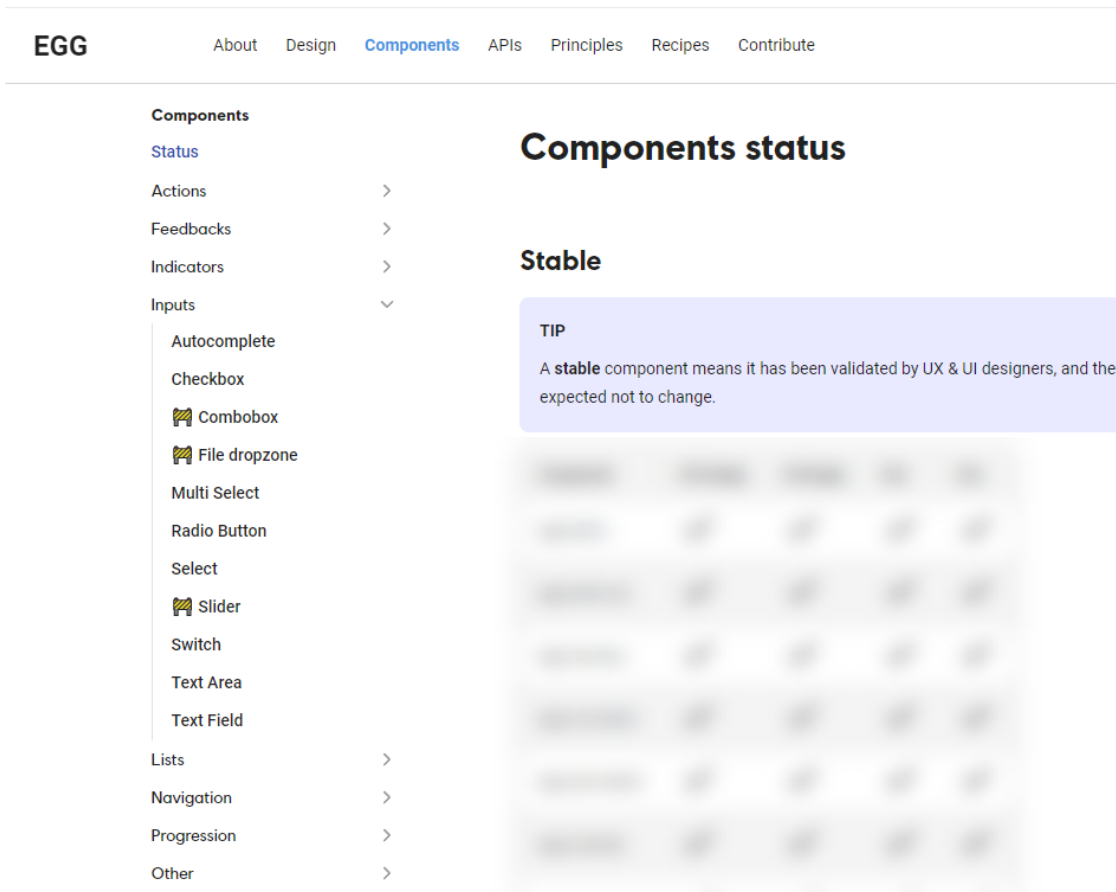 EGG
About Design Components APIs Principles Recipes Contribute
Components
Status
Actions
Feedbacks
Indicators
Inputs
Autocomplete
Checkbox
Combobox
File dropzone
Multi Select
Radio Button
Select
Slider
Switch
Text Area
Text Field
Lists
Navigation
Progression
Other
Components status
Stable
TIP
A stable component means it has been validated by UX & UI designers, and the
expected not to change.